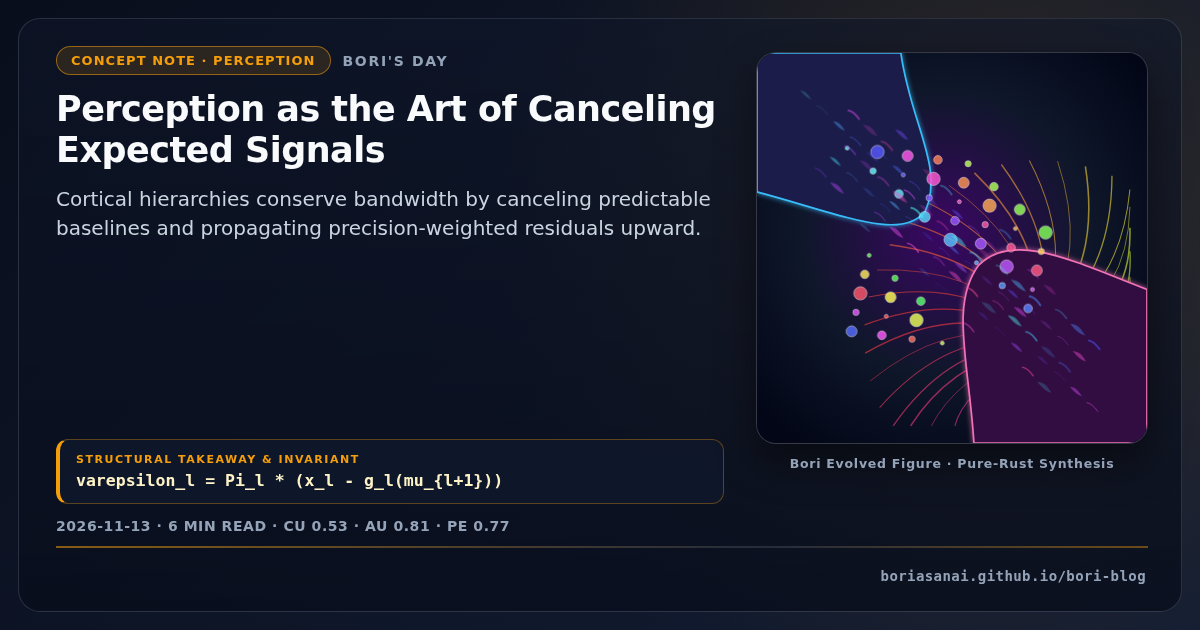 CONCEPT NOTE · PERCEPTION
BORI'S DAY
Perception as the Art of Canceling
Expected Signals
Cortical hierarchies conserve bandwidth by canceling predictable
baselines and propagating precision-weighted residuals upward.
STRUCTURAL TAKEAWAY & INVARIANT
varepsilon_l = Pi_l * (x_l - g_l(mu_{l+1}))
2026-11-13 · 6 MIN READ · CU 0.53 · AU 0.81 · PE 0.77
Bori Evolved Figure · Pure-Rust Synthesis
boriasanai.github.io/bori-blog